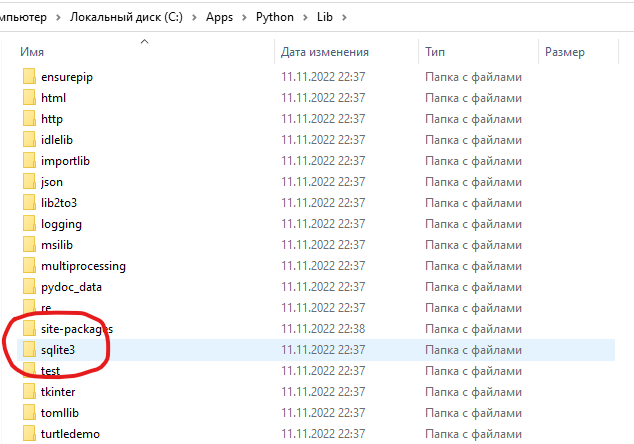 мпьютер > Локальный диск (C:) > Apps > Python > Lib >
Имя Дата изменения Тип Размер
ensurepip 11.11.2022 22:37 Папка с файлами
html 11.11.2022 22:37 Папка с файлами
http 11.11.2022 22:37 Папка с файлами
idlelib 11.11.2022 22:37 Папка с файлами
importlib 11.11.2022 22:37 Папка с файлами
json 11.11.2022 22:37 Папка с файлами
lib2to3 11.11.2022 22:37 Папка с файлами
logging 11.11.2022 22:37 Папка с файлами
msilib 11.11.2022 22:37 Папка с файлами
multiprocessing 11.11.2022 22:37 Папка с файлами
pydoc_data 11.11.2022 22:37 Папка с файлами
re 11.11.2022 22:37 Папка с файлами
site-packages 11.11.2022 22:38 Папка с файлами
sqlite3 11.11.2022 22:37 Папка с файлами
test 11.11.2022 22:37 Папка с файлами
tkinter 11.11.2022 22:37 Папка с файлами
tomllib 11.11.2022 22:37 Папка с файлами
turtledemo 11.11.2022 22:37 Папка с файлами